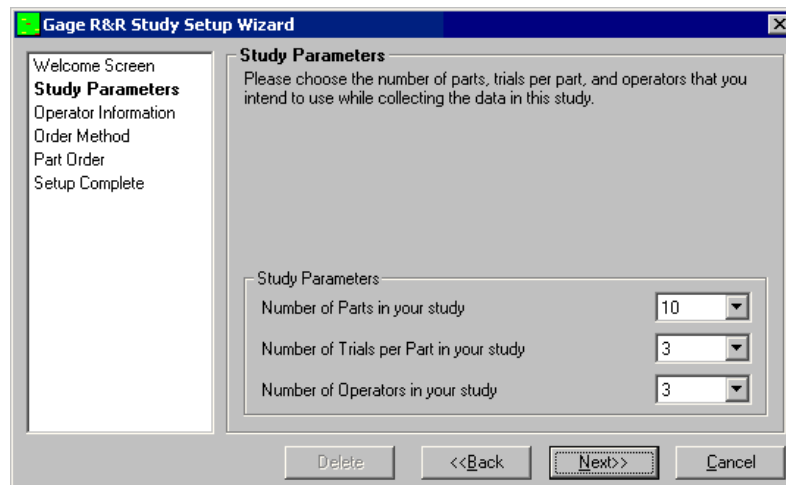 Gage R&R Study Setup Wizard
Welcome Screen
Study Parameters
Operator Information
Order Method
Part Order
Setup Complete
Study Parameters
Please choose the number of parts, trials per part, and operators that you
intend to use while collecting the data in this study.
Study Parameters
Number of Parts in your study 10
Number of Trials per Part in your study 3
Number of Operators in your study 3
Delete <<Back Next>> Cancel